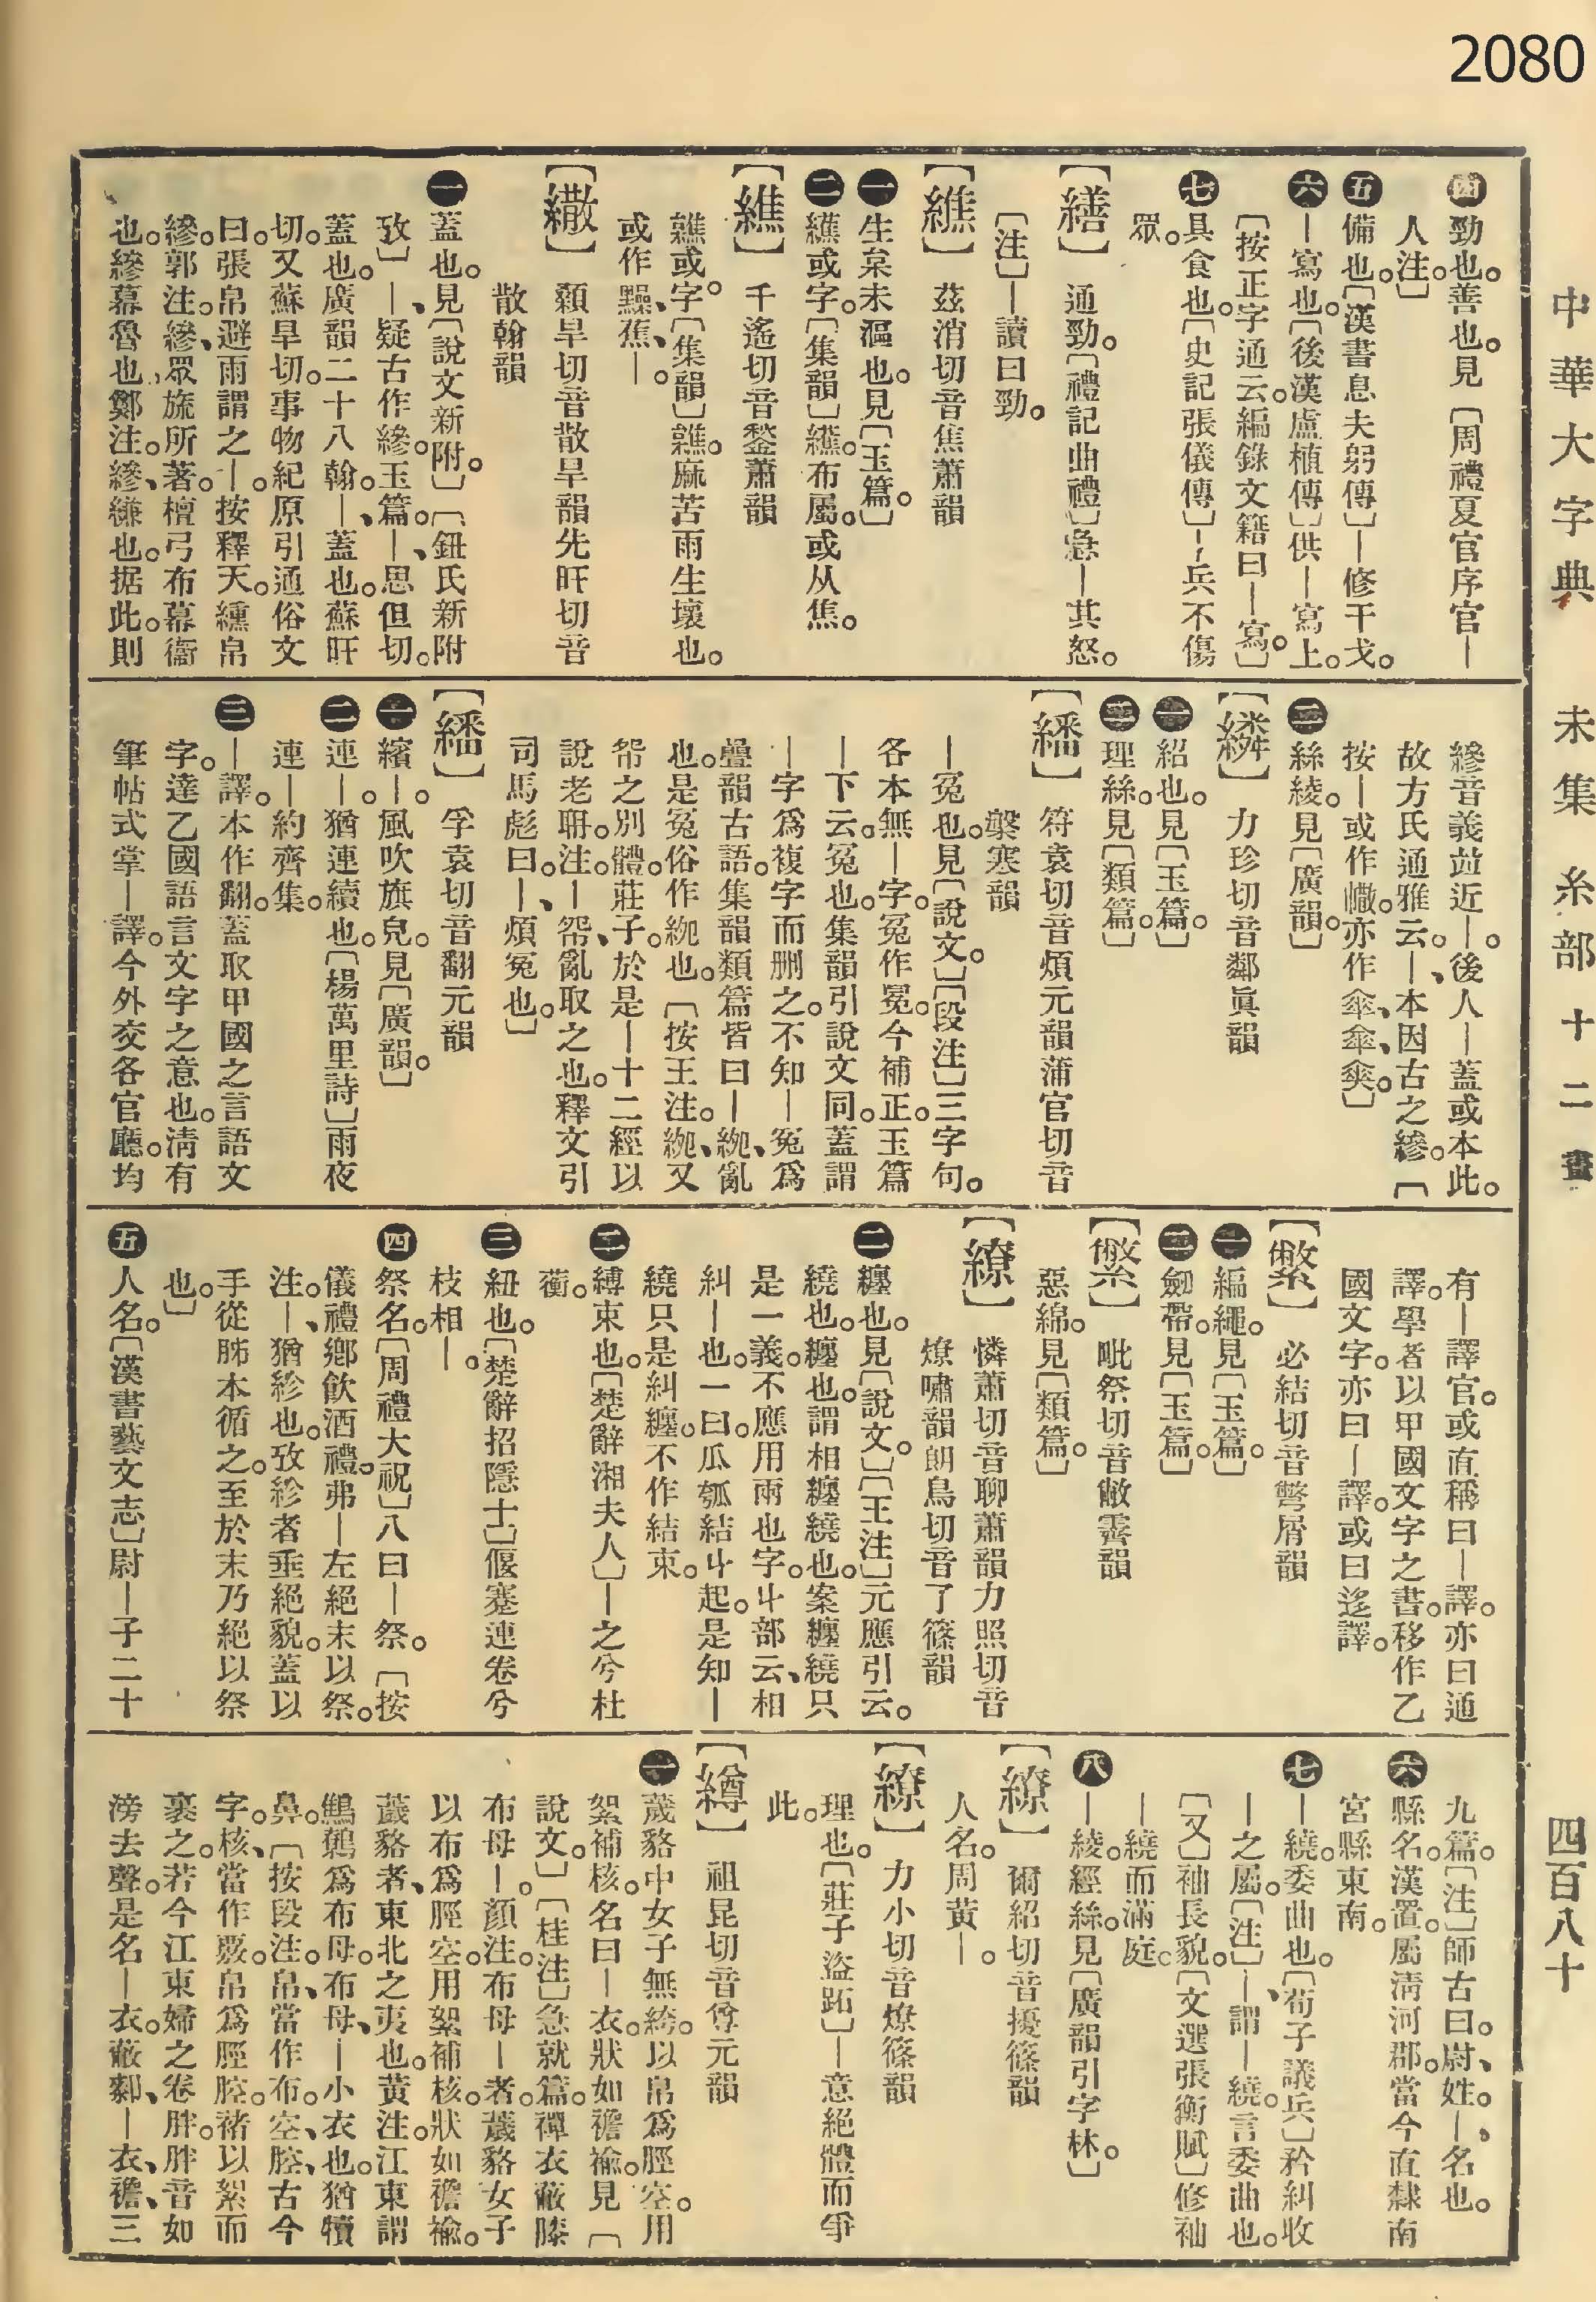 2080
中華大字典 未集 糸部 十二畫 四百八十
四 勁也。善也。見〔周禮夏官序官〕—
人〔注〕
五 備也。〔漢書息夫躬傳〕—修干戈。
六 —寫也。〔後漢盧植傳〕供—寫上。
〔按正字通云。編錄文籍曰—寫。〕
七 具食也。〔史記張儀傳〕—兵不傷
眾。
〔繕〕 通勁。〔禮記曲禮〕急—其怒。
〔注〕—讀曰勁。
〔繎〕 茲消切音焦蕭韻
一 生枲未漚也。見〔玉篇。〕
二 或字。〔集韻〕布屬。或从焦。
千遙切音鍫蕭韻
或字。〔集韻〕麻苦雨生壞也。
或作
〔繖〕 顙旱切音散旱韻先旰切音
散翰韻
一 蓋也。見〔說文新附。〕〔鈕氏新附
攷〕—、疑古作縿。玉篇。—、思但切。
蓋也。廣韻二十八翰。—、蓋也。蘇旰
切。又蘇旱切。事物紀原引通俗文
曰。張帛避雨謂之—。按釋天。纁帛
縿。郭注。縿、眾旒所著。檀弓布幕衞
也。縿幕魯也、鄭注。縿、縑也。据此。則
縿音義竝近—。後人—蓋或本此。
故方氏通雅云。—、本因古之縿。〔
按—或作㡎。亦作傘、㒰。〕
二 絲綾。見〔廣韻。〕
〔繗〕 力珍切音鄰眞韻
一 紹也。見〔玉篇。〕
二 理絲。見〔類篇。〕
〔繙〕 符袁切音煩元韻蒲官切音
槃寒韻
—冤也。見〔說文。〕〔段注〕三字句。
各本無—字。冤作冕。今補正。玉篇
—下云。冤也。集韻引說文同。蓋謂
—字爲複字而刪之。不知—、冤爲
疊韻古語。集韻類篇皆曰—、綩、亂
也。是冤俗作綩也。〔按王注。綩、又
帤之別體。莊子。於是—十二經以
說老聃。注—、帤亂取之也。釋文引
司馬彪曰。—、煩冤也。〕
〔繙〕 孚袁切音翻元韻
一 繽—。風吹旗皃。見〔廣韻。〕
二 連—。猶連續也。〔楊萬里詩〕雨夜
連—約齊集。
三 —譯。本作翻。蓋取甲國之言語文
字。達乙國語言文字之意也。淸有
筆帖式掌—譯。今外交各官廳。均
有—譯官。或直稱曰—譯。亦曰通
譯。學者以甲國文字之書。移作乙
國文字。亦曰—譯。或曰迻譯。
〔䌘〕 必結切音彆屑韻
一 編繩。見〔玉篇。〕
二 劒帶。見〔玉篇。〕
〔䌘〕 毗祭切音敝霽韻
惡綿。見〔類篇。〕
〔繚〕 憐蕭切音聊蕭韻力照切音
燎嘯韻朗鳥切音了篠韻
一 纏也。見〔說文。〕〔王注〕元應引云。
繞也。纏也。謂相纏繞也。案纏繞只
是一義。不應用兩也字。丩部云、相
糾—也。一曰。瓜瓠結丩起。是知—
繞只是糾纏。不作結束。
二 縛束也。〔楚辭湘夫人〕—之兮杜
蘅。
三 紐也。〔楚辭招隱士〕偃蹇連卷兮
枝相—。
四 祭名。〔周禮大祝〕八曰—祭。〔按
儀禮鄕飮酒禮。弗—左絕末以祭。
注。—、猶紾也。攷紾者。垂絕貌。蓋以
手從肺本循之。至於末乃絕以祭
也。〕
五 人名。〔漢書藝文志〕尉—子二十
九篇。〔注〕師古曰。尉、姓。—、名也。
六 縣名。漢置。屬淸河郡。當今直隸南
宮縣東南。
七 —繞。委曲也。〔荀子議兵〕矜糾收
—之屬。〔注〕—、謂—繞。言委曲也。
〔又〕袖長貌。〔文選張衡賦〕修袖
—繞而滿庭。
八 —綾。經絲。見〔廣韻引字林。〕
〔繚〕 爾紹切音擾篠韻
人名。周黃—。
〔繚〕 力小切音燎篠韻
理也。〔莊子盜跖〕—意絕體而爭
此。
〔繜〕 祖昆切音尊元韻
一 薉貉中女子無絝。以帛爲脛空。用
絮補核。名曰—衣。狀如襜褕。見〔
說文。〕〔桂注〕急就篇。襌衣蔽膝
布母—。顏注。布母—者。薉貉女子
以布爲脛空。用絮補核。狀如襜褕。
薉貉者、東北之夷也。黃注。江東謂
鷦鶉爲布母。布母、—小衣也。猶犢
鼻。〔按段注。帛、當作布。空、腔、古今
字。核、當作覈。帛爲脛腔。褚以絮而
裹之。若今江東婦之卷胖。胖音如
滂去聲。是名—衣。蔽、—衣、襜、三